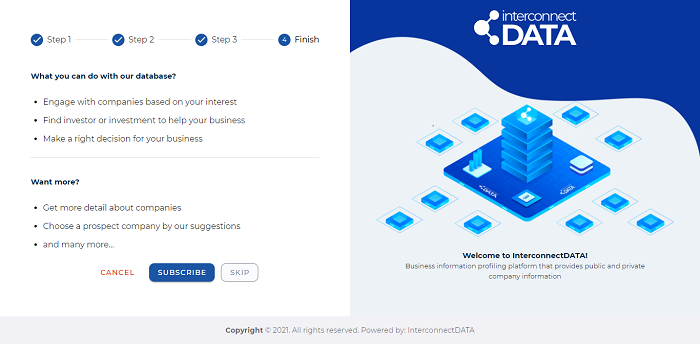 Step 1
Step 2
Step 3
4
Finish
What you can do with our database?
Engage with companies based on your interest
Find investor or investment to help your business
Make a right decision for your business
Want more?
Get more detail about companies
Choose a prospect company by our suggestions
and many more...
CANCEL
SUBSCRIBE
SKIP
interconnect
DATA
DATA
DATA
Welcome to InterconnectDATA!
Business information profiling platform that provides public and private
company information
Copyright © 2021. All rights reserved. Powered by: InterconnectDATA